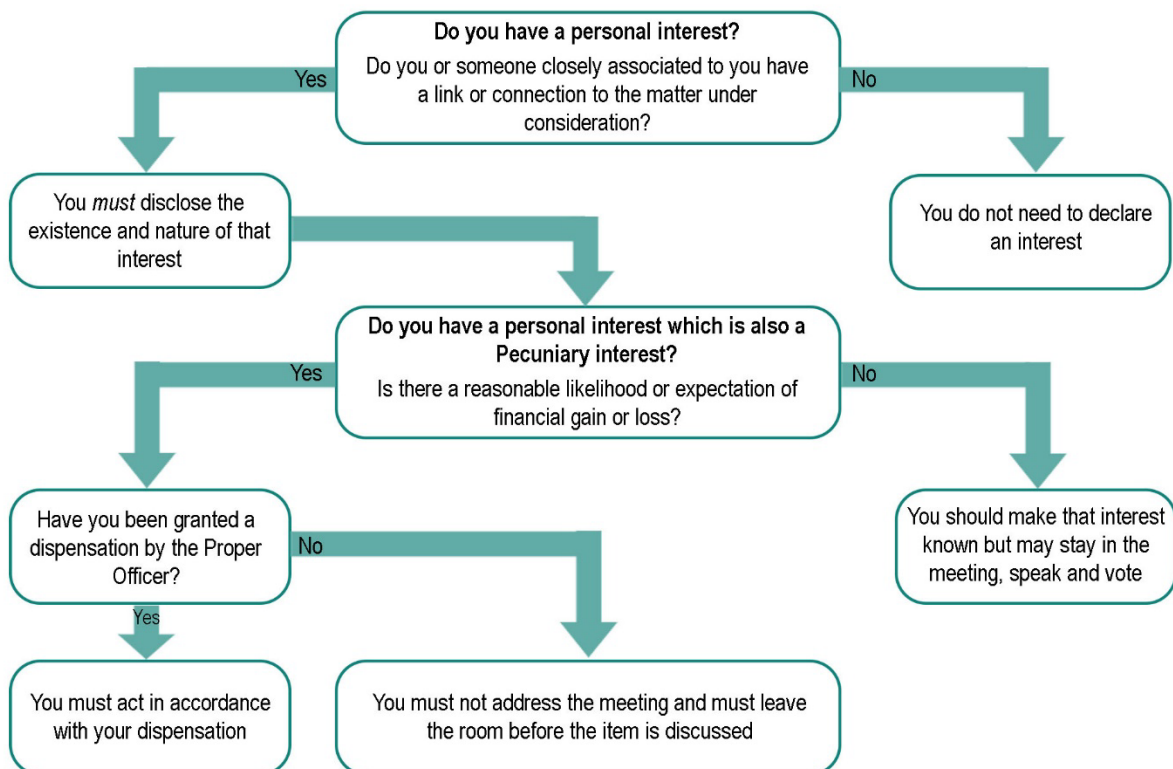 Do you have a personal interest?
Do you or someone closely associated to you have
a link or connection to the matter under
consideration?
Yes
No
You must disclose the
existence and nature of that
interest
You do not need to declare
an interest
Do you have a personal interest which is also a
Pecuniary interest?
Is there a reasonable likelihood or expectation of
financial gain or loss?
Yes
No
Have you been granted a
dispensation by the Proper
Officer?
No
You should make that interest
known but may stay in the
meeting, speak and vote
Yes
You must act in accordance
with your dispensation
You must not address the meeting and must leave
the room before the item is discussed